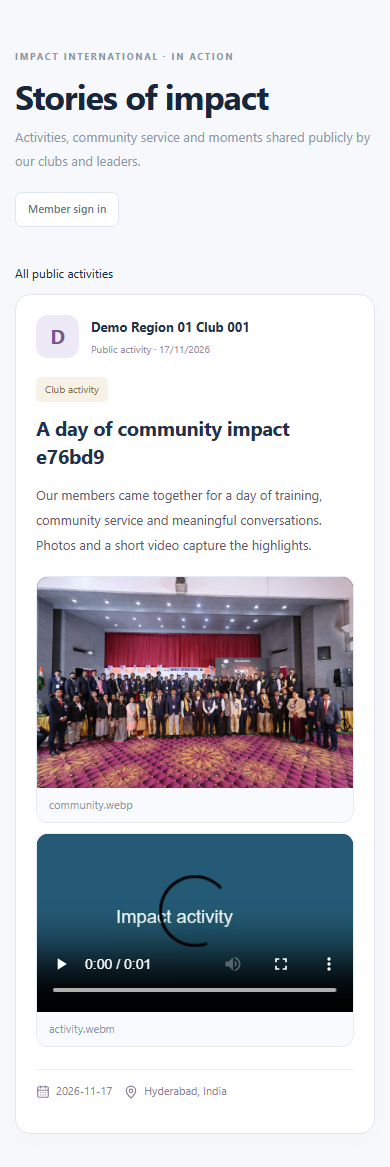 IMPACT INTERNATIONAL · IN ACTION
Stories of impact
Activities, community service and moments shared publicly by
our clubs and leaders.
Member sign in
All public activities
D
Demo Region 01 Club 001
Public activity · 17/11/2026
Club activity
A day of community impact
e76bd9
Our members came together for a day of training,
community service and meaningful conversations.
Photos and a short video capture the highlights.
IMPACT INTERNATIONAL
community.webp
Impact activity
0:00 / 0:01
activity.webm
2026-11-17
Hyderabad, India